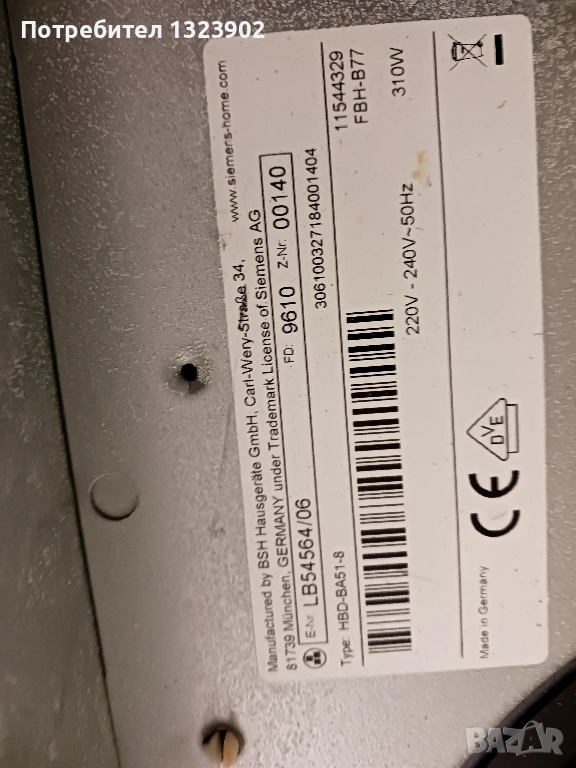 Потребител 1323902
Manufactured by BSH Hausgeräte GmbH, Carl-Wery-Straße 34, www.siemens-home.com
81739 München, GERMANY under Trademark License of Siemens AG
E-Nr. LB54564/06 FD: 9610 Z-Nr. 00140
Type: HBD-BA51-8 306100327184001404
11544329
FBH-B77
220V - 240V~50Hz 310W
Made in Germany
CE
DVE
BAZAR